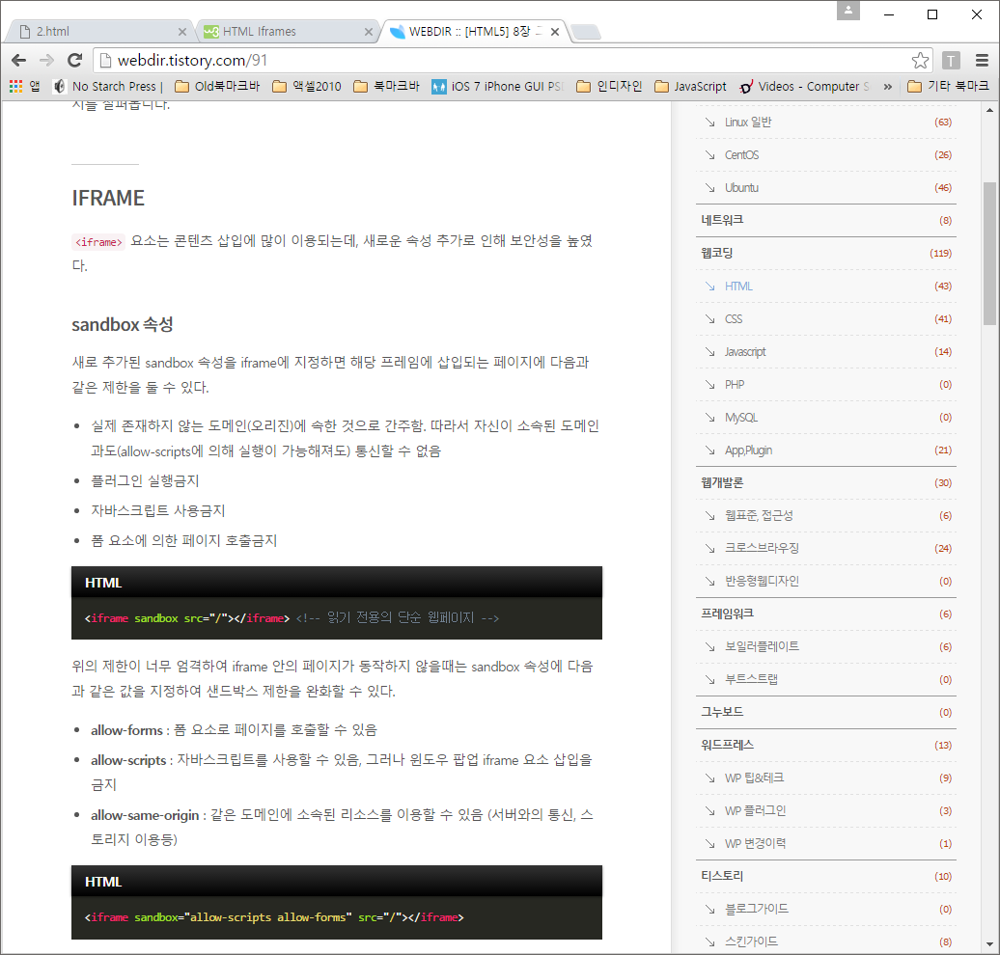 2.html
HTML Iframes
WEBDIR :: [HTML5] 8장
webdir.tistory.com/91
앱
No Starch Press |
Old북마크바
액셀2010
북마크바
iOS 7 iPhone GUI PS
인디자인
JavaScript
Videos - Computer S
»
기타 북마크
지를 살펴봅니다.
IFRAME
<iframe> 요소는 콘텐츠 삽입에 많이 이용되는데, 새로운 속성 추가로 인해 보안성을 높였
다.
sandbox 속성
새로 추가된 sandbox 속성을 iframe에 지정하면 해당 프레임에 삽입되는 페이지에 다음과
같은 제한을 둘 수 있다.
• 실제 존재하지 않는 도메인(오리진)에 속한 것으로 간주함. 따라서 자신이 소속된 도메인
과도(allow-scripts에 의해 실행이 가능해져도) 통신할 수 없음
• 플러그인 실행금지
• 자바스크립트 사용금지
• 폼 요소에 의한 페이지 호출금지
HTML
<iframe sandbox src="/"></iframe> <!-- 읽기 전용의 단순 웹페이지 -->
위의 제한이 너무 엄격하여 iframe 안의 페이지가 동작하지 않을때는 sandbox 속성에 다음
과 같은 값을 지정하여 샌드박스 제한을 완화할 수 있다.
• allow-forms : 폼 요소로 페이지를 호출할 수 있음
• allow-scripts : 자바스크립트를 사용할 수 있음, 그러나 윈도우 팝업 iframe 요소 삽입을
금지
• allow-same-origin : 같은 도메인에 소속된 리소스를 이용할 수 있음 (서버와의 통신, 스
토리지 이용등)
HTML
<iframe sandbox="allow-scripts allow-forms" src="/"></iframe>
Linux 일반 (63)
CentOS (26)
Ubuntu (46)
네트워크 (8)
웹코딩 (119)
HTML (43)
CSS (41)
Javascript (14)
PHP (0)
MySQL (0)
App,Plugin (21)
웹개발론 (30)
웹표준, 접근성 (6)
크로스브라우징 (24)
반응형웹디자인 (0)
프레임워크 (6)
보일러플레이트 (6)
부트스트랩 (0)
그누보드 (0)
워드프레스 (13)
WP 팁&테크 (9)
WP 플러그인 (3)
WP 변경이력 (1)
티스토리 (10)
블로그가이드 (0)
스킨가이드 (8)